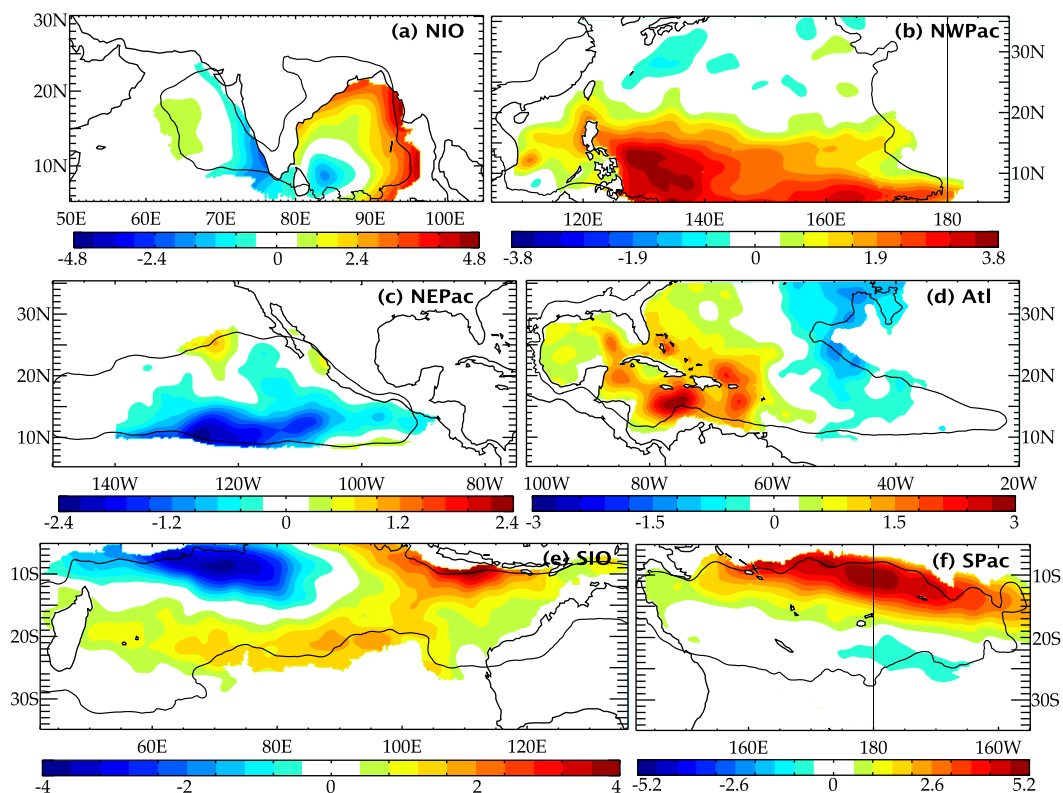 30N
(a) NIO
(b) NWPac
30N
20N
20N
10N
10N
50E 60E 70E 80E 90E 100E
120E 140E 160E 180
-4.8 -2.4 0 2.4 4.8
-3.8 -1.9 0 1.9 3.8
(c) NEPac
(d) Atl
30N
30N
20N
20N
10N
10N
140W 120W 100W 80W
100W 80W 60W 40W 20W
-2.4 -1.2 0 1.2 2.4
-3 -1.5 0 1.5 3
(e) SIO
(f) SPac
10S
10S
20S
20S
30S
30S
60E 80E 100E 120E
160E 180 160W
-4 -2 0 2 4
-5.2 -2.6 0 2.6 5.2